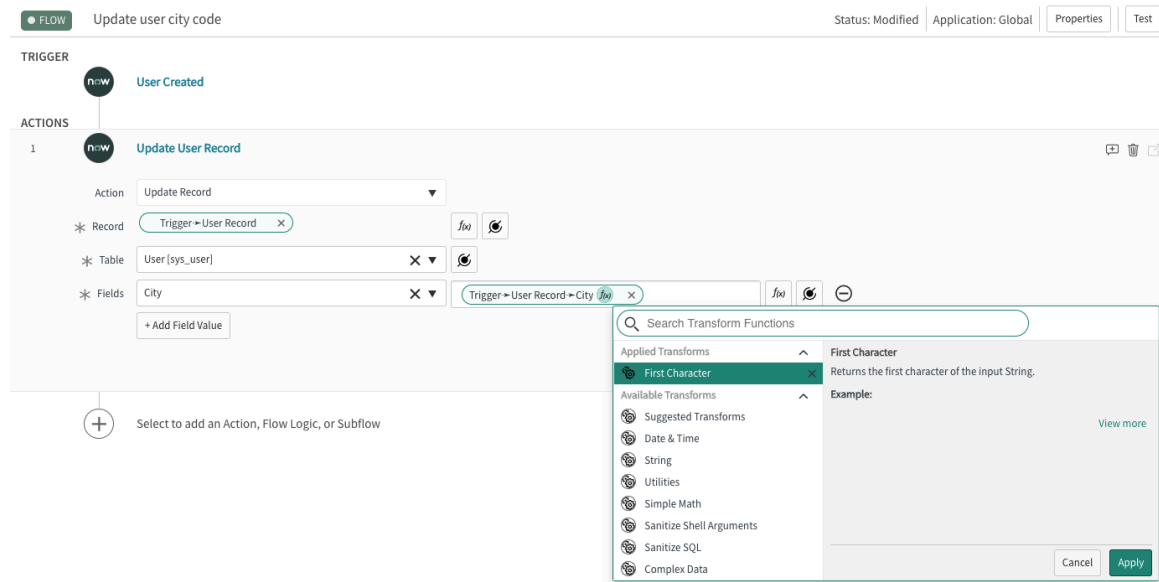 FLOW Update user city code Status: Modified Application: Global Properties Test
TRIGGER
now User Created
ACTIONS
1 now Update User Record
Action Update Record
Record Trigger➛User Record
f(x)
Table User [sys_user]
Fields City Trigger➛User Record➛City f(x)
f(x)
+ Add Field Value
Search Transform Functions
Applied Transforms
First Character
Available Transforms
Suggested Transforms
Date & Time
String
Utilities
Simple Math
Sanitize Shell Arguments
Sanitize SQL
Complex Data
First Character
Returns the first character of the input String.
Example:
View more
Cancel Apply
Select to add an Action, Flow Logic, or Subflow